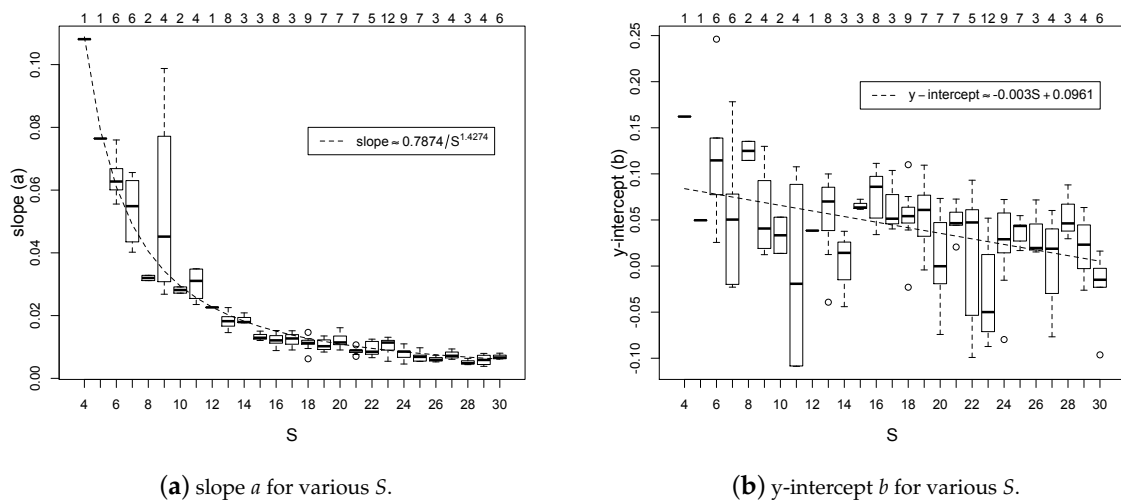 1 1 6 6 2 4 2 4 1 8 3 3 8 7 9 7 7 7 5 12 9 7 3 7 3 4 6
slope (a)
0.10
0.08
0.06
0.04
0.02
0.00
slope ≈ 0.7874/S^1.4274
4 6 8 10 12 14 16 18 20 22 24 26 28 30
S
(a) slope a for various S.
1 1 6 6 2 4 2 4 1 8 3 3 8 7 9 7 7 7 5 12 9 7 3 7 3 4 6
y-intercept (b)
0.25
0.20
0.15
0.10
0.05
0.00
-0.05
-0.10
y − intercept ≈ -0.003S + 0.0961
4 6 8 10 12 14 16 18 20 22 24 26 28 30
S
(b) y-intercept b for various S.